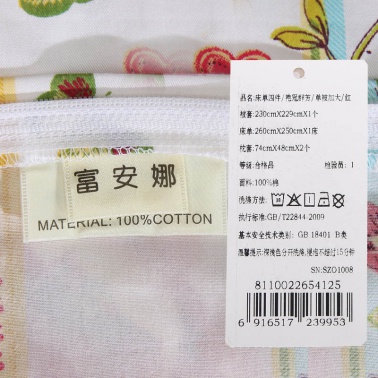 富安娜
MATERIAL: 100%COTTON
品名:床单四件/艳冠群芳/单被加大/红
被套:230cmX229cmX1个
床单:260cmX250cmX1床
枕套:74cmX48cmX2个
等级:合格品 检验员: 1
面料:100%棉
洗涤方法:
执行标准:GB/T22844-2009
基本安全技术类别: GB 18401 B类
温馨提示:深浅色分开洗涤,浸泡不超过15分钟
SN:SZO1008
8110022654125
6 916517 239953